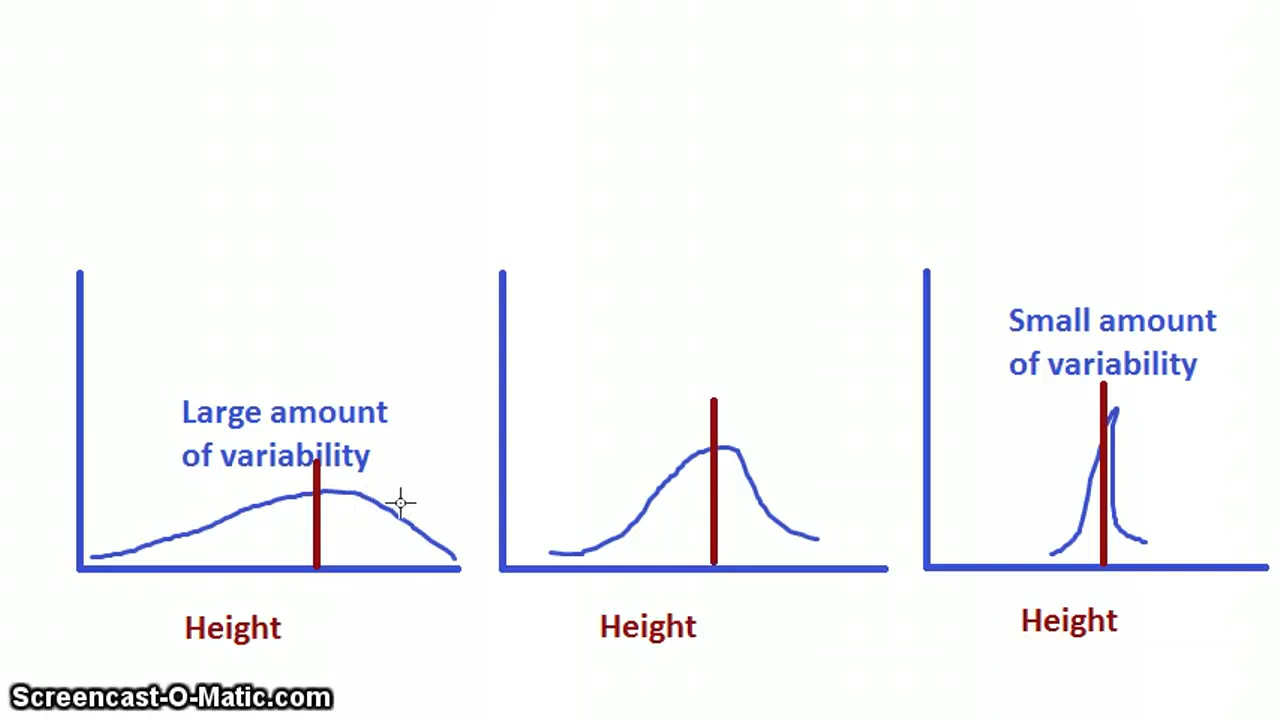 Large amount
of variability
Small amount
of variability
Height
Height
Height
Screencast-O-Matic.com